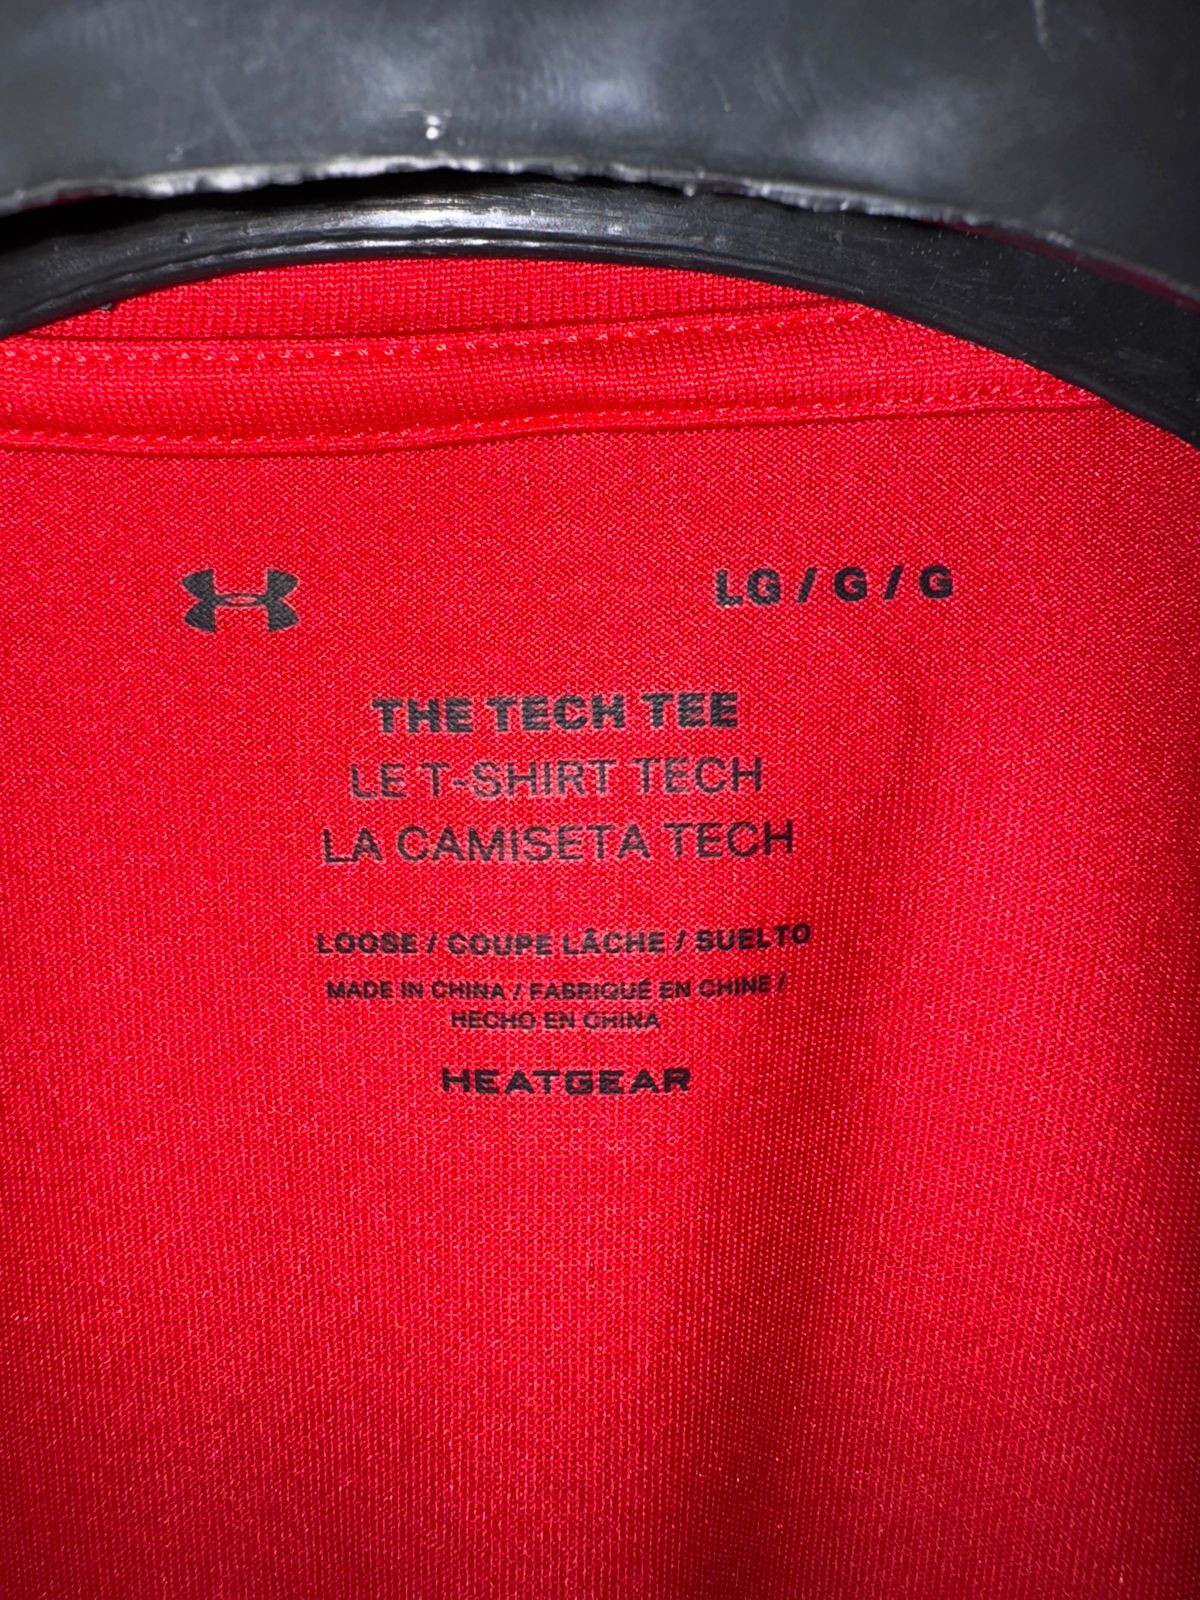 LG / G / G
THE TECH TEE
LE T-SHIRT TECH
LA CAMISETA TECH
LOOSE / COUPE LÂCHE / SUELTO
MADE IN CHINA / FABRIQUÉ EN CHINE /
HECHO EN CHINA
HEATGEAR